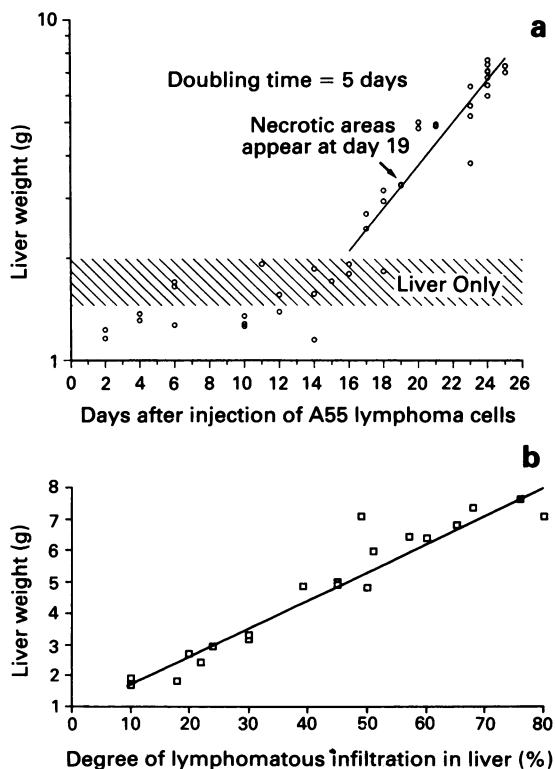 a
10
Doubling time = 5 days
Necrotic areas
appear at day 19
Liver weight (g)
Liver Only
1
0 2 4 6 8 10 12 14 16 18 20 22 24 26
Days after injection of A55 lymphoma cells
b
8
7
6
5
4
3
2
1
Liver weight (g)
0 10 20 30 40 50 60 70 80
Degree of lymphomatous infiltration in liver (%)